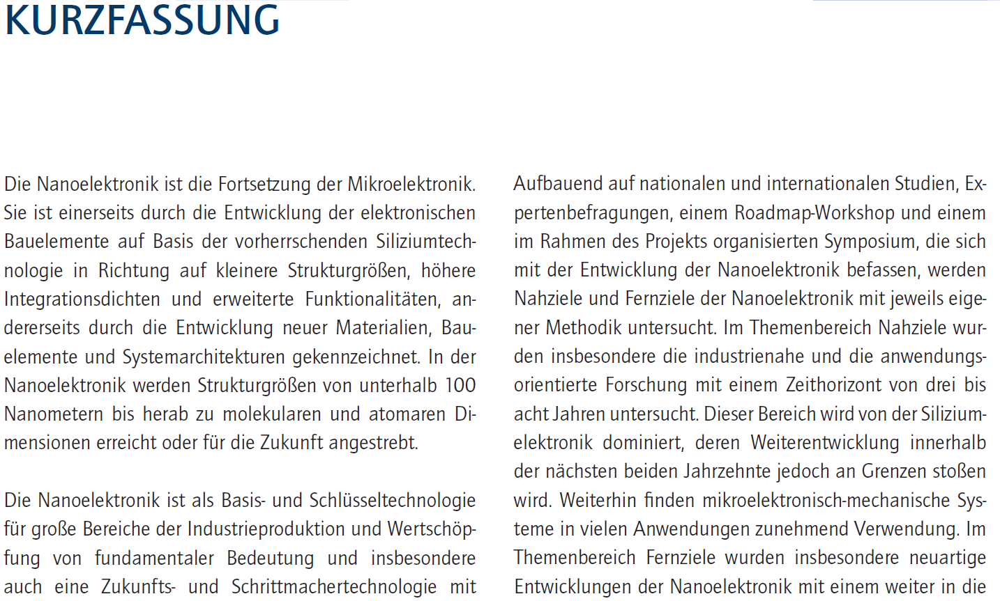 KURZFASSUNG
Die Nanoelektronik ist die Fortsetzung der Mikroelektronik.
Sie ist einerseits durch die Entwicklung der elektronischen
Bauelemente auf Basis der vorherrschenden Siliziumtech-
nologie in Richtung auf kleinere Strukturgrößen, höhere
Integrationsdichten und erweiterte Funktionalitäten, an-
dererseits durch die Entwicklung neuer Materialien, Bau-
elemente und Systemarchitekturen gekennzeichnet. In der
Nanoelektronik werden Strukturgrößen von unterhalb 100
Nanometern bis herab zu molekularen und atomaren Di-
mensionen erreicht oder für die Zukunft angestrebt.
Die Nanoelektronik ist als Basis- und Schlüsseltechnologie
für große Bereiche der Industrieproduktion und Wertschöp-
fung von fundamentaler Bedeutung und insbesondere
auch eine Zukunfts- und Schrittmachertechnologie mit
Aufbauend auf nationalen und internationalen Studien, Ex-
pertenbefragungen, einem Roadmap-Workshop und einem
im Rahmen des Projekts organisierten Symposium, die sich
mit der Entwicklung der Nanoelektronik befassen, werden
Nahziele und Fernziele der Nanoelektronik mit jeweils eige-
ner Methodik untersucht. Im Themenbereich Nahziele wur-
den insbesondere die industrienahe und die anwendungs-
orientierte Forschung mit einem Zeithorizont von drei bis
acht Jahren untersucht. Dieser Bereich wird von der Silizium-
elektronik dominiert, deren Weiterentwicklung innerhalb
der nächsten beiden Jahrzehnte jedoch an Grenzen stoßen
wird. Weiterhin finden mikroelektronisch-mechanische Sys-
teme in vielen Anwendungen zunehmend Verwendung. Im
Themenbereich Fernziele wurden insbesondere neuartige
Entwicklungen der Nanoelektronik mit einem weiter in die